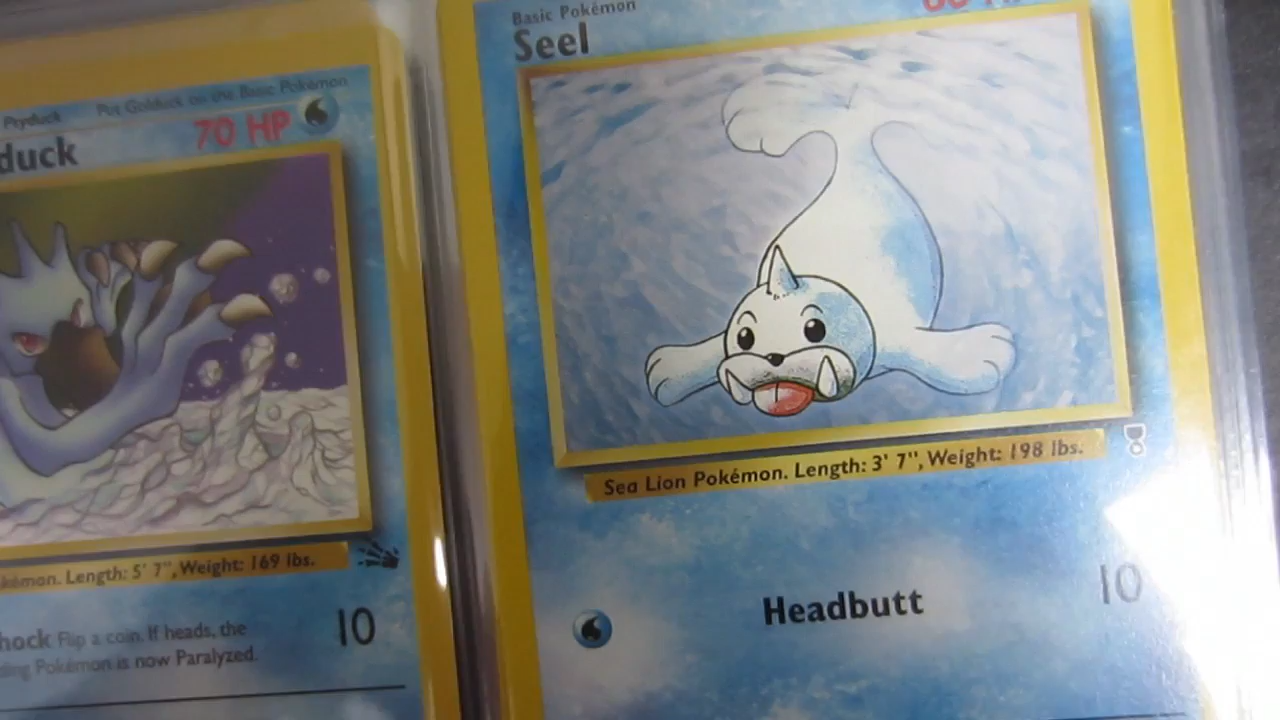 Psyduck Put Golduck on the Basic Pokémon
duck 70 HP
kémon. Length: 5' 7", Weight: 169 lbs.
hock Flip a coin. If heads, the 10
ding Pokémon is now Paralyzed.
Basic Pokémon
Seel
Sea Lion Pokémon. Length: 3' 7", Weight: 198 lbs.
Headbutt 10